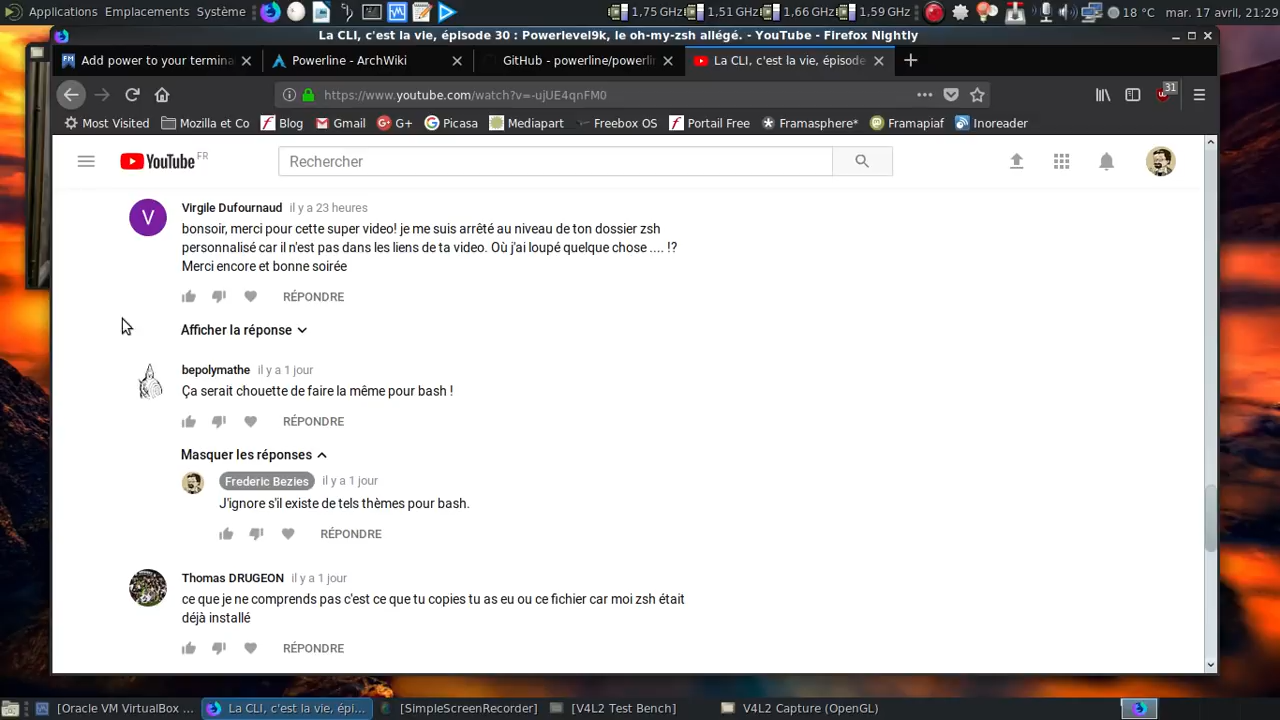 Applications Emplacements Système 1,75 GHz 1,51 GHz 1,66 GHz 1,59 GHz 18 °C mar. 17 avril, 21:29
La CLI, c'est la vie, épisode 30 : Powerlevel9k, le oh-my-zsh allégé. - YouTube - Firefox Nightly
Add power to your termina Powerline - ArchWiki GitHub - powerline/powerli La CLI, c'est la vie, épisode
https://www.youtube.com/watch?v=-ujUE4qnFM0 31
Most Visited Mozilla et Co Blog Gmail G+ Picasa Mediapart Freebox OS Portail Free Framasphere* Framapiaf Inoreader
YouTube FR Rechercher
V
Virgile Dufournaud il y a 23 heures
bonsoir, merci pour cette super video! je me suis arrêté au niveau de ton dossier zsh
personnalisé car il n'est pas dans les liens de ta video. Où j'ai loupé quelque chose .... !?
Merci encore et bonne soirée
RÉPONDRE
Afficher la réponse
bepolymathe il y a 1 jour
Ça serait chouette de faire la même pour bash !
RÉPONDRE
Masquer les réponses
Frederic Bezies il y a 1 jour
J'ignore s'il existe de tels thèmes pour bash.
RÉPONDRE
Thomas DRUGEON il y a 1 jour
ce que je ne comprends pas c'est ce que tu copies tu as eu ou ce fichier car moi zsh était
déjà installé
RÉPONDRE
[Oracle VM VirtualBox ... La CLI, c'est la vie, épi... [SImpleScreenRecorder] [V4L2 Test Bench] V4L2 Capture (OpenGL)